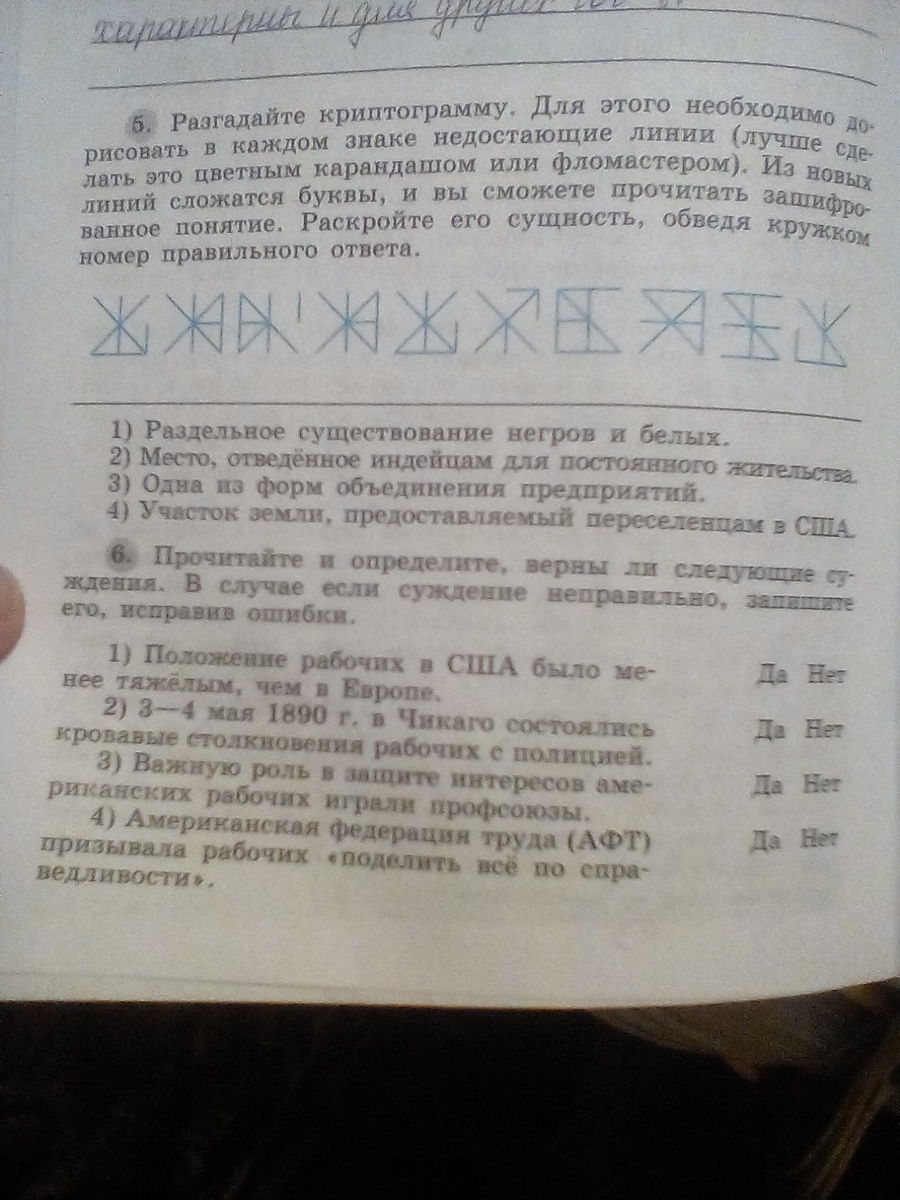 характерны и для других
5. Разгадайте криптограмму. Для этого необходимо до-
рисовать в каждом знаке недостающие линии (лучше сде-
лать это цветным карандашом или фломастером). Из новых
линий сложатся буквы, и вы сможете прочитать зашифро-
ванное понятие. Раскройте его сущность, обведя кружком
номер правильного ответа.
1) Раздельное существование негров и белых.
2) Место, отведённое индейцам для постоянного жительства.
3) Одна из форм объединения предприятий.
4) Участок земли, предоставляемый переселенцам в США.
6. Прочитайте и определите, верны ли следующие су-
ждения. В случае если суждение неправильно, запишите
его, исправив ошибки.
1) Положение рабочих в США было ме- Да Нет
нее тяжёлым, чем в Европе.
2) 3—4 мая 1890 г. в Чикаго состоялись Да Нет
кровавые столкновения рабочих с полицией.
3) Важную роль в защите интересов аме- Да Нет
риканских рабочих играли профсоюзы.
4) Американская федерация труда (АФТ) Да Нет
призывала рабочих «поделить всё по спра-
ведливости».